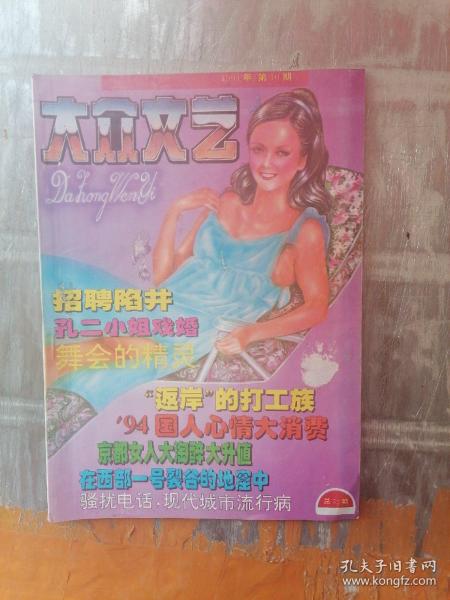 大众文艺
DaZhongWenYi
招聘陷井
孔二小姐戏婚
舞会的精灵
“返岸”的打工族
'94国人心情大消费
京都女人大淘醉大升值
在西部一号裂谷的地窟中
骚扰电话·现代城市流行病
孔夫子旧书网
www.kongfz.com